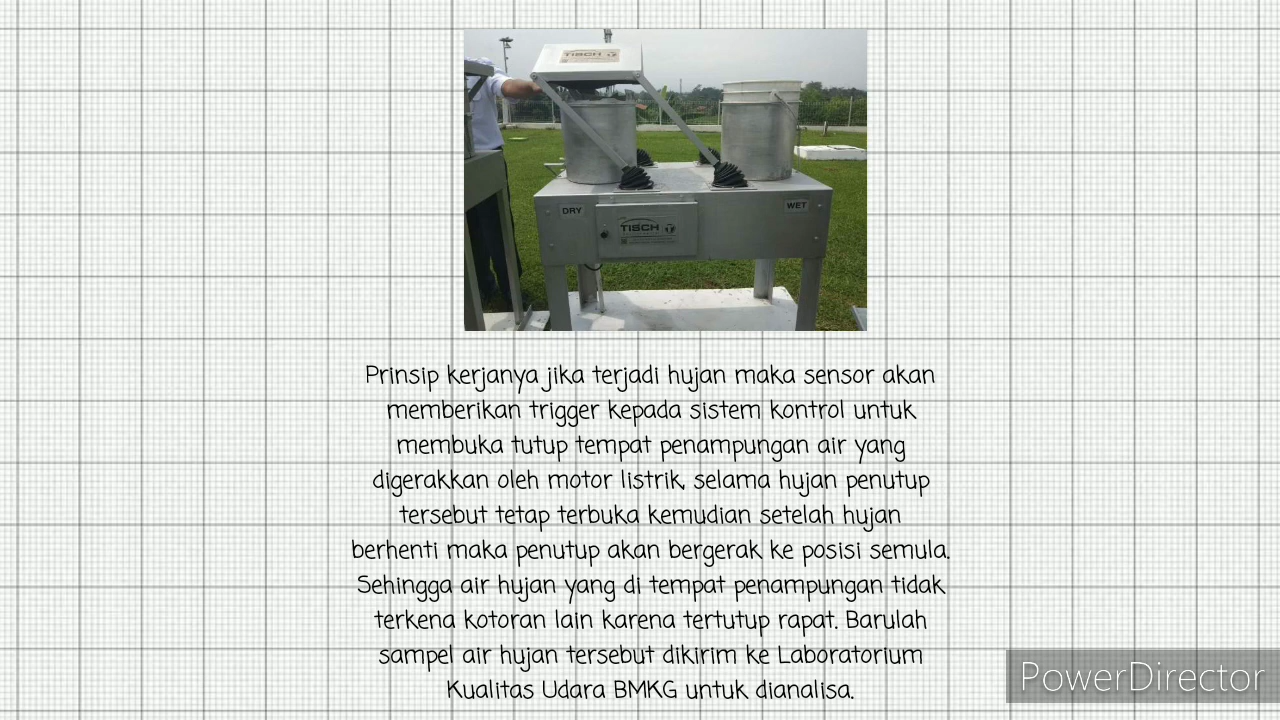 TISCH
DRY
WET
TISCH
Prinsip kerjanya jika terjadi hujan maka sensor akan
memberikan trigger kepada sistem kontrol untuk
membuka tutup tempat penampungan air yang
digerakkan oleh motor listrik, selama hujan penutup
tersebut tetap terbuka kemudian setelah hujan
berhenti maka penutup akan bergerak ke posisi semula.
Sehingga air hujan yang di tempat penampungan tidak
terkena kotoran lain karena tertutup rapat. Barulah
sampel air hujan tersebut dikirim ke Laboratorium
Kualitas Udara BMKG untuk dianalisa.
PowerDirector